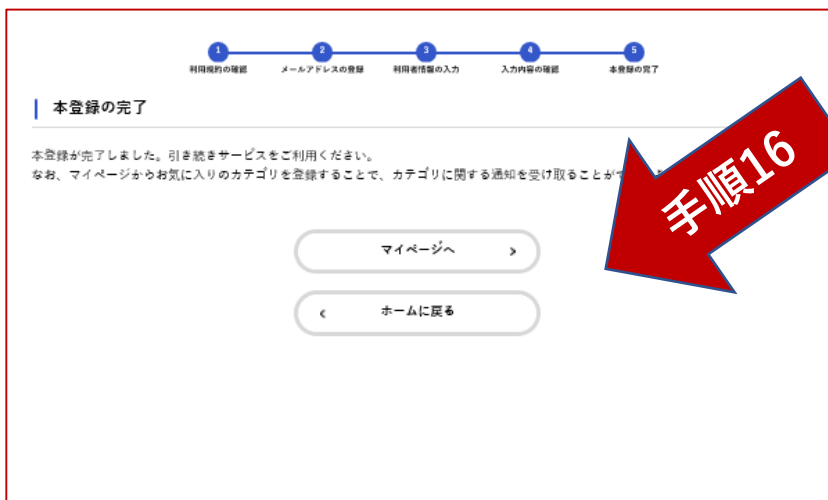 1 2 3 4 5
利用規約の確認 メールアドレスの登録 利用者情報の入力 入力内容の確認 本登録の完了
本登録の完了
本登録が完了しました。引き続きサービスをご利用ください。
なお、マイページからお気に入りのカテゴリを登録することで、カテゴリに関する通知を受け取ることが
手順16
マイページへ >
< ホームに戻る